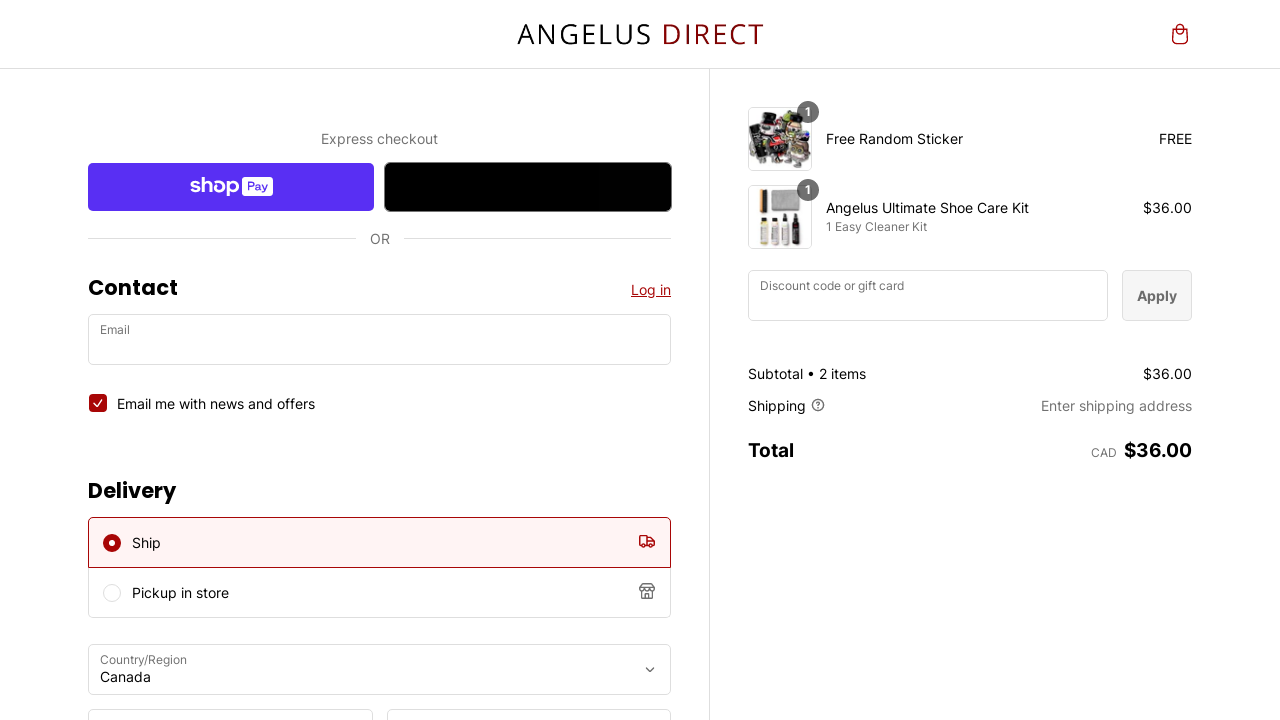 ANGELUS DIRECT
Express checkout
shop Pay
OR
Contact
Log in
Email
Email me with news and offers
Delivery
Ship
Pickup in store
Country/Region
Canada
1
Free Random Sticker
FREE
1
Angelus Ultimate Shoe Care Kit
$36.00
1 Easy Cleaner Kit
Discount code or gift card
Apply
Subtotal • 2 items
$36.00
Shipping
Enter shipping address
Total
CAD $36.00